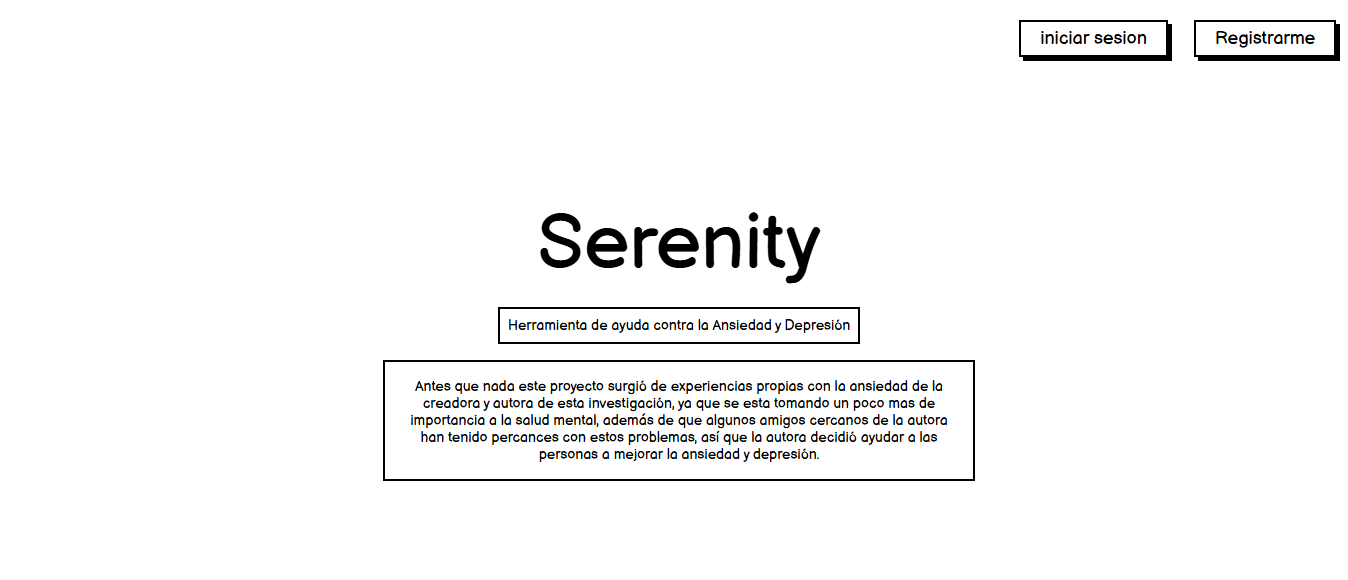 iniciar sesion
Registrarme
Serenity
Herramienta de ayuda contra la Ansiedad y Depresión
Antes que nada este proyecto surgió de experiencias propias con la ansiedad de la
creadora y autora de esta investigación, ya que se esta tomando un poco mas de
importancia a la salud mental, además de que algunos amigos cercanos de la autora
han tenido percances con estos problemas, así que la autora decidió ayudar a las
personas a mejorar la ansiedad y depresión.